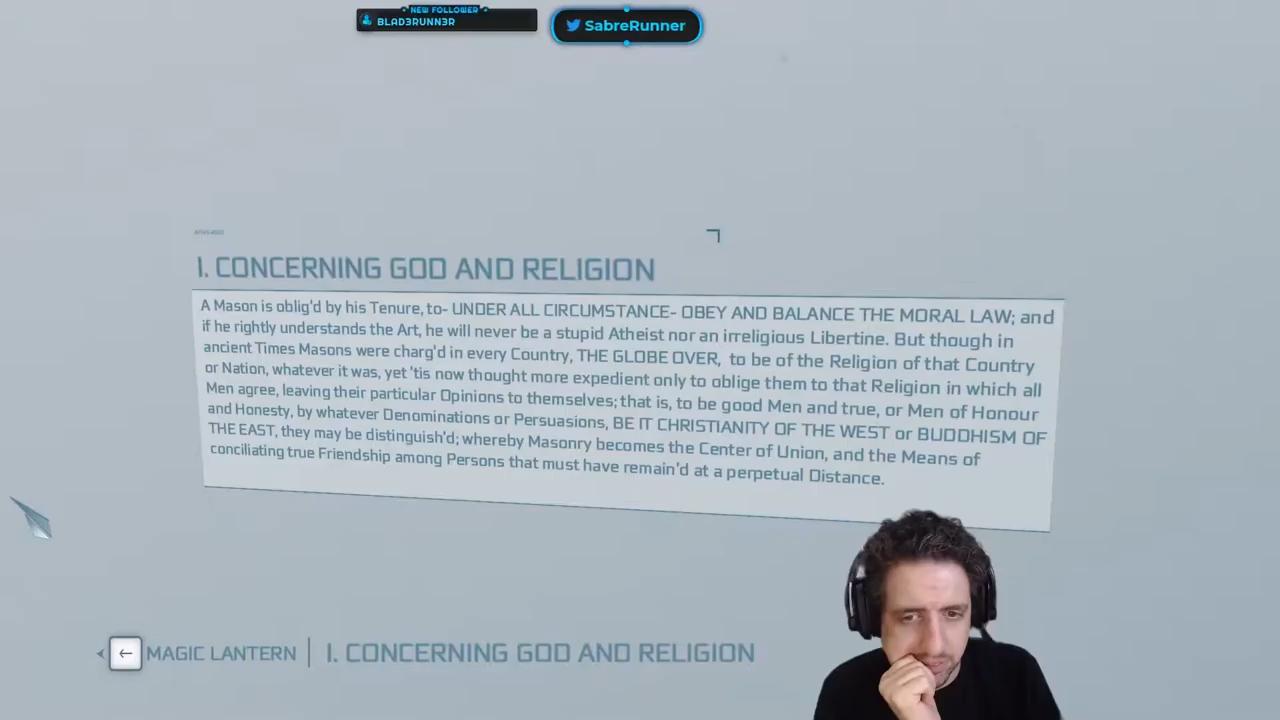 NEW FOLLOWER
BLAD3RUNN3R
SabreRunner
I. CONCERNING GOD AND RELIGION
A Mason is oblig'd by his Tenure, to- UNDER ALL CIRCUMSTANCE- OBEY AND BALANCE THE MORAL LAW; and
if he rightly understands the Art, he will never be a stupid Atheist nor an irreligious Libertine. But though in
ancient Times Masons were charg'd in every Country, THE GLOBE OVER, to be of the Religion of that Country
or Nation, whatever it was, yet 'tis now thought more expedient only to oblige them to that Religion in which all
Men agree, leaving their particular Opinions to themselves; that is, to be good Men and true, or Men of Honour
and Honesty, by whatever Denominations or Persuasions, BE IT CHRISTIANITY OF THE WEST or BUDDHISM OF
THE EAST, they may be distinguish'd; whereby Masonry becomes the Center of Union, and the Means of
conciliating true Friendship among Persons that must have remain'd at a perpetual Distance.
← MAGIC LANTERN | I. CONCERNING GOD AND RELIGION